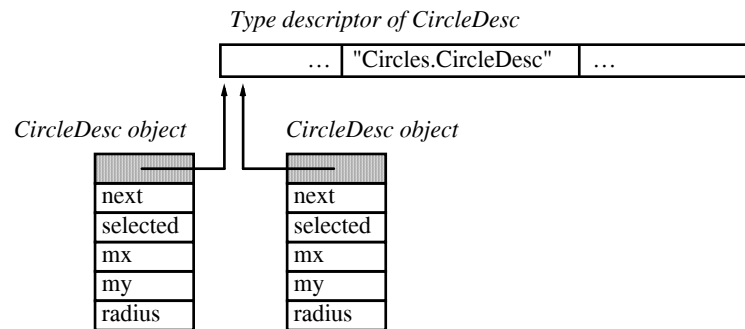 Type descriptor of CircleDesc
… "Circles.CircleDesc" …
CircleDesc object CircleDesc object
next next
selected selected
mx mx
my my
radius radius